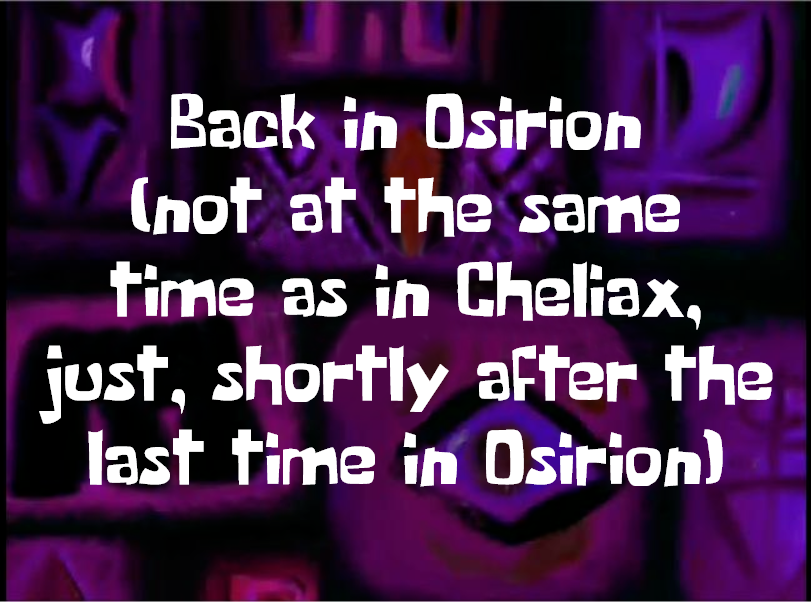 Back in Osirion
(not at the same
time as in Cheliax,
just, shortly after the
last time in Osirion)